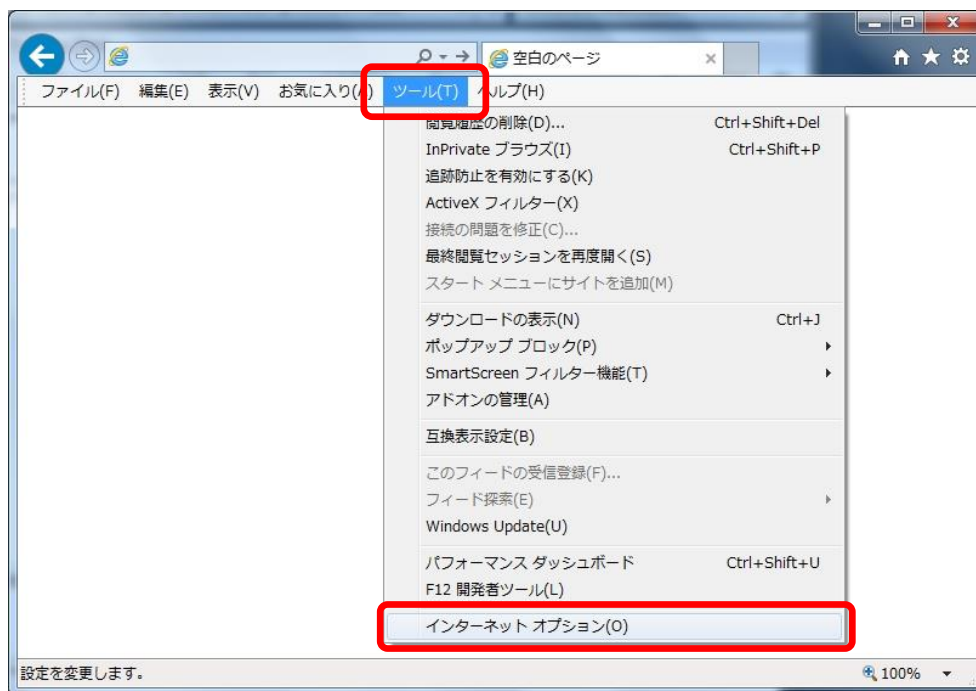 空白のページ
ファイル(F) 編集(E) 表示(V) お気に入り(A) ツール(T) ヘルプ(H)
閲覧履歴の削除(D)... Ctrl+Shift+Del
InPrivate ブラウズ(I) Ctrl+Shift+P
追跡防止を有効にする(K)
ActiveX フィルター(X)
接続の問題を修正(C)...
最終閲覧セッションを再度開く(S)
スタート メニューにサイトを追加(M)
ダウンロードの表示(N) Ctrl+J
ポップアップ ブロック(P)
SmartScreen フィルター機能(T)
アドオンの管理(A)
互換表示設定(B)
このフィードの受信登録(F)...
フィード探索(E)
Windows Update(U)
パフォーマンス ダッシュボード Ctrl+Shift+U
F12 開発者ツール(L)
インターネット オプション(O)
設定を変更します。 100%